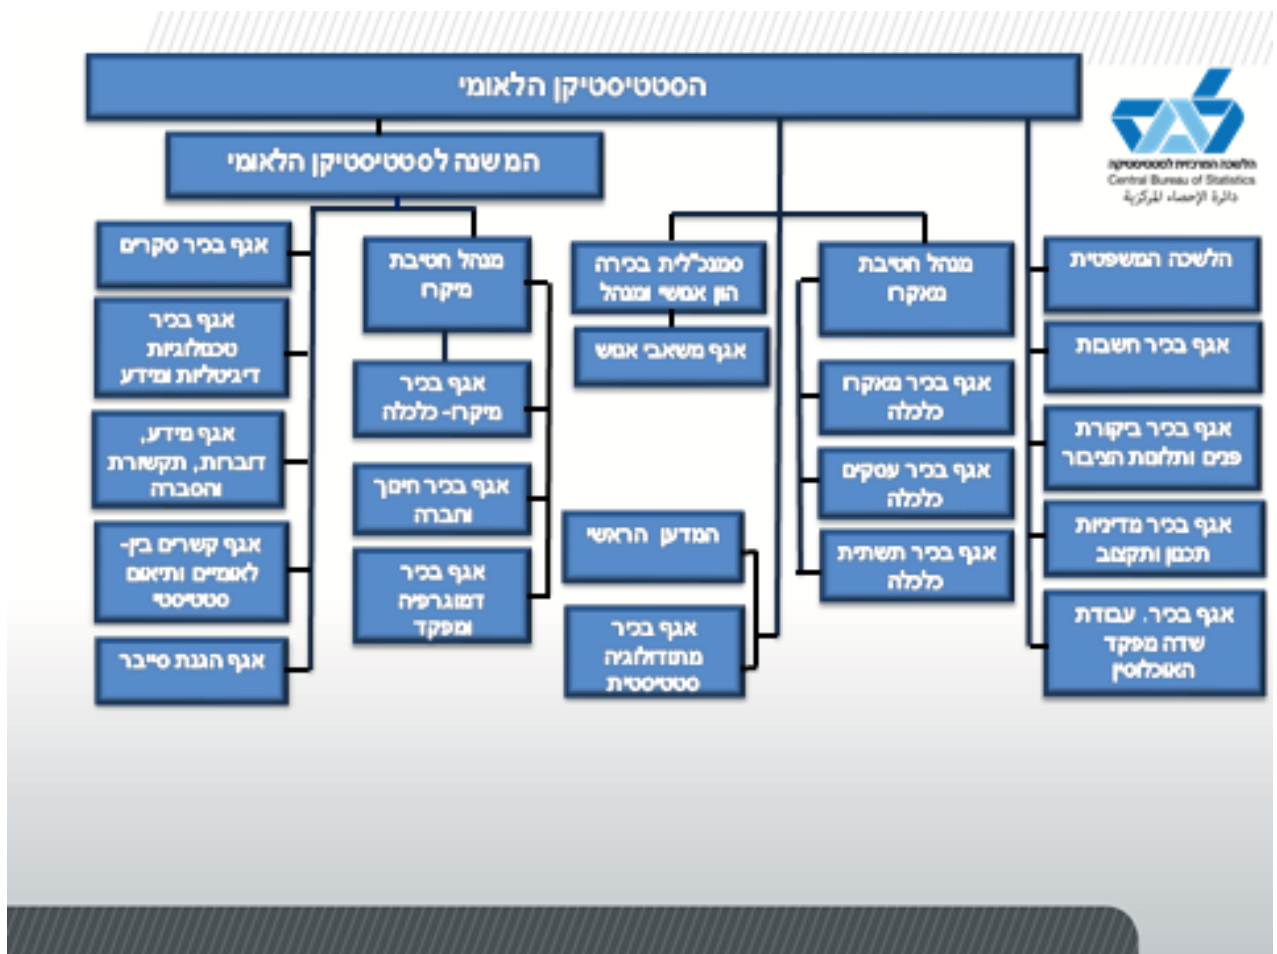 הסטטיסטיקן הלאומי
הלשכה המרכזית לסטטיסטיקה
Central Bureau of Statistics
دائرة الإحصاء المركزية
המשנה לסטטיסטיקן הלאומי
הלשכה המשפטית
אגף בכיר חשבות
אגף בכיר ביקורת
פנים ותלונות הציבור
אגף בכיר מדיניות
תכנון ותקצוב
אגף בכיר. עבודת
שדה מפקד
האוכלוסין
מנהל חטיבת
מאקרו
אגף בכיר מאקרו
כלכלה
אגף בכיר עסקים
כלכלה
אגף בכיר תשתית
כלכלה
סמנכ"לית בכירה
הון אנושי ומנהל
אגף משאבי אנוש
המדען הראשי
אגף בכיר
מתודולוגיה
סטטיסטית
מנהל חטיבת
מיקרו
אגף בכיר
מיקרו- כלכלה
אגף בכיר חינוך
וחברה
אגף בכיר
דמוגרפיה
ומפקד
אגף בכיר סקרים
אגף בכיר
טכנולוגיות
דיגיטליות ומידע
אגף מידע,
דוברות, תקשורת
והסברה
אגף קשרים בין-
לאומיים ותיאום
סטטיסטי
אגף הגנת סייבר